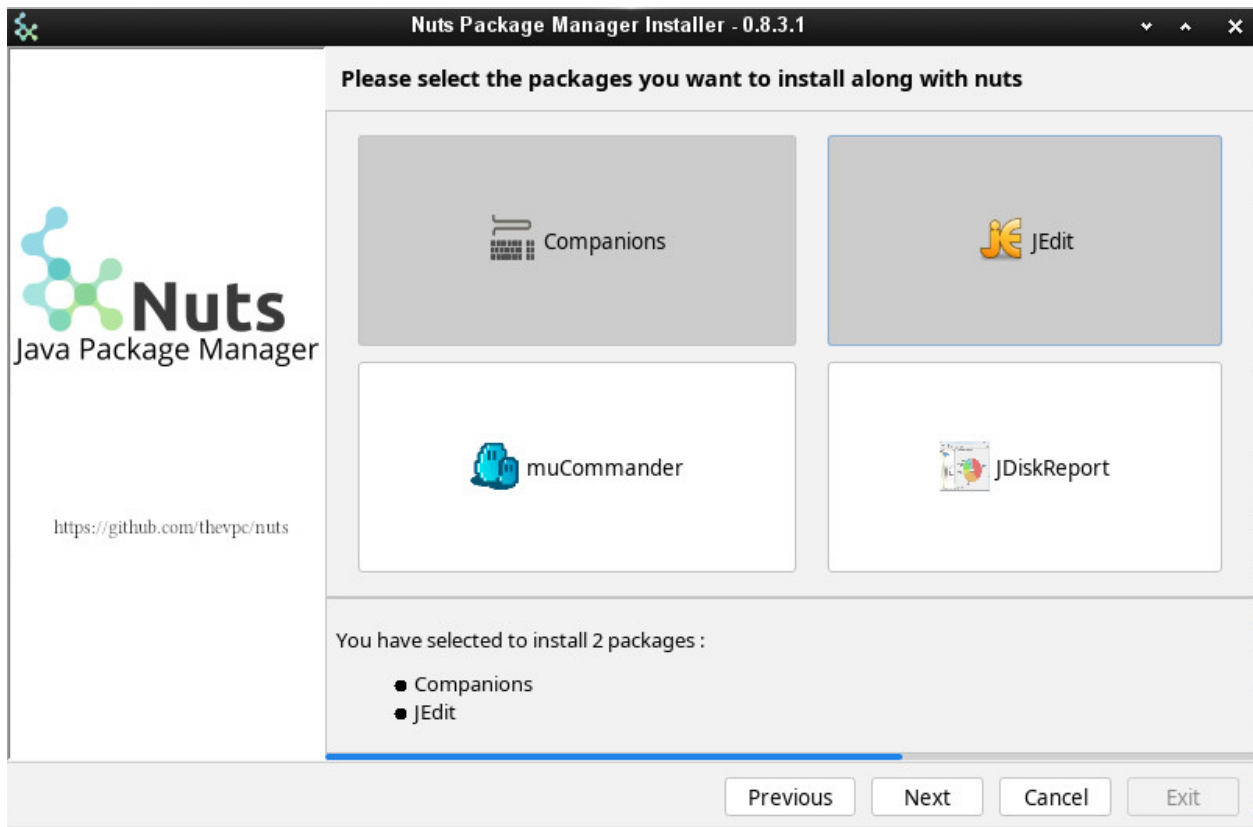 Nuts Package Manager Installer - 0.8.3.1
Nuts
Java Package Manager
https://github.com/thevpc/nuts
Please select the packages you want to install along with nuts
Companions
JEdit
muCommander
JDiskReport
You have selected to install 2 packages :
Companions
JEdit
Previous Next Cancel Exit